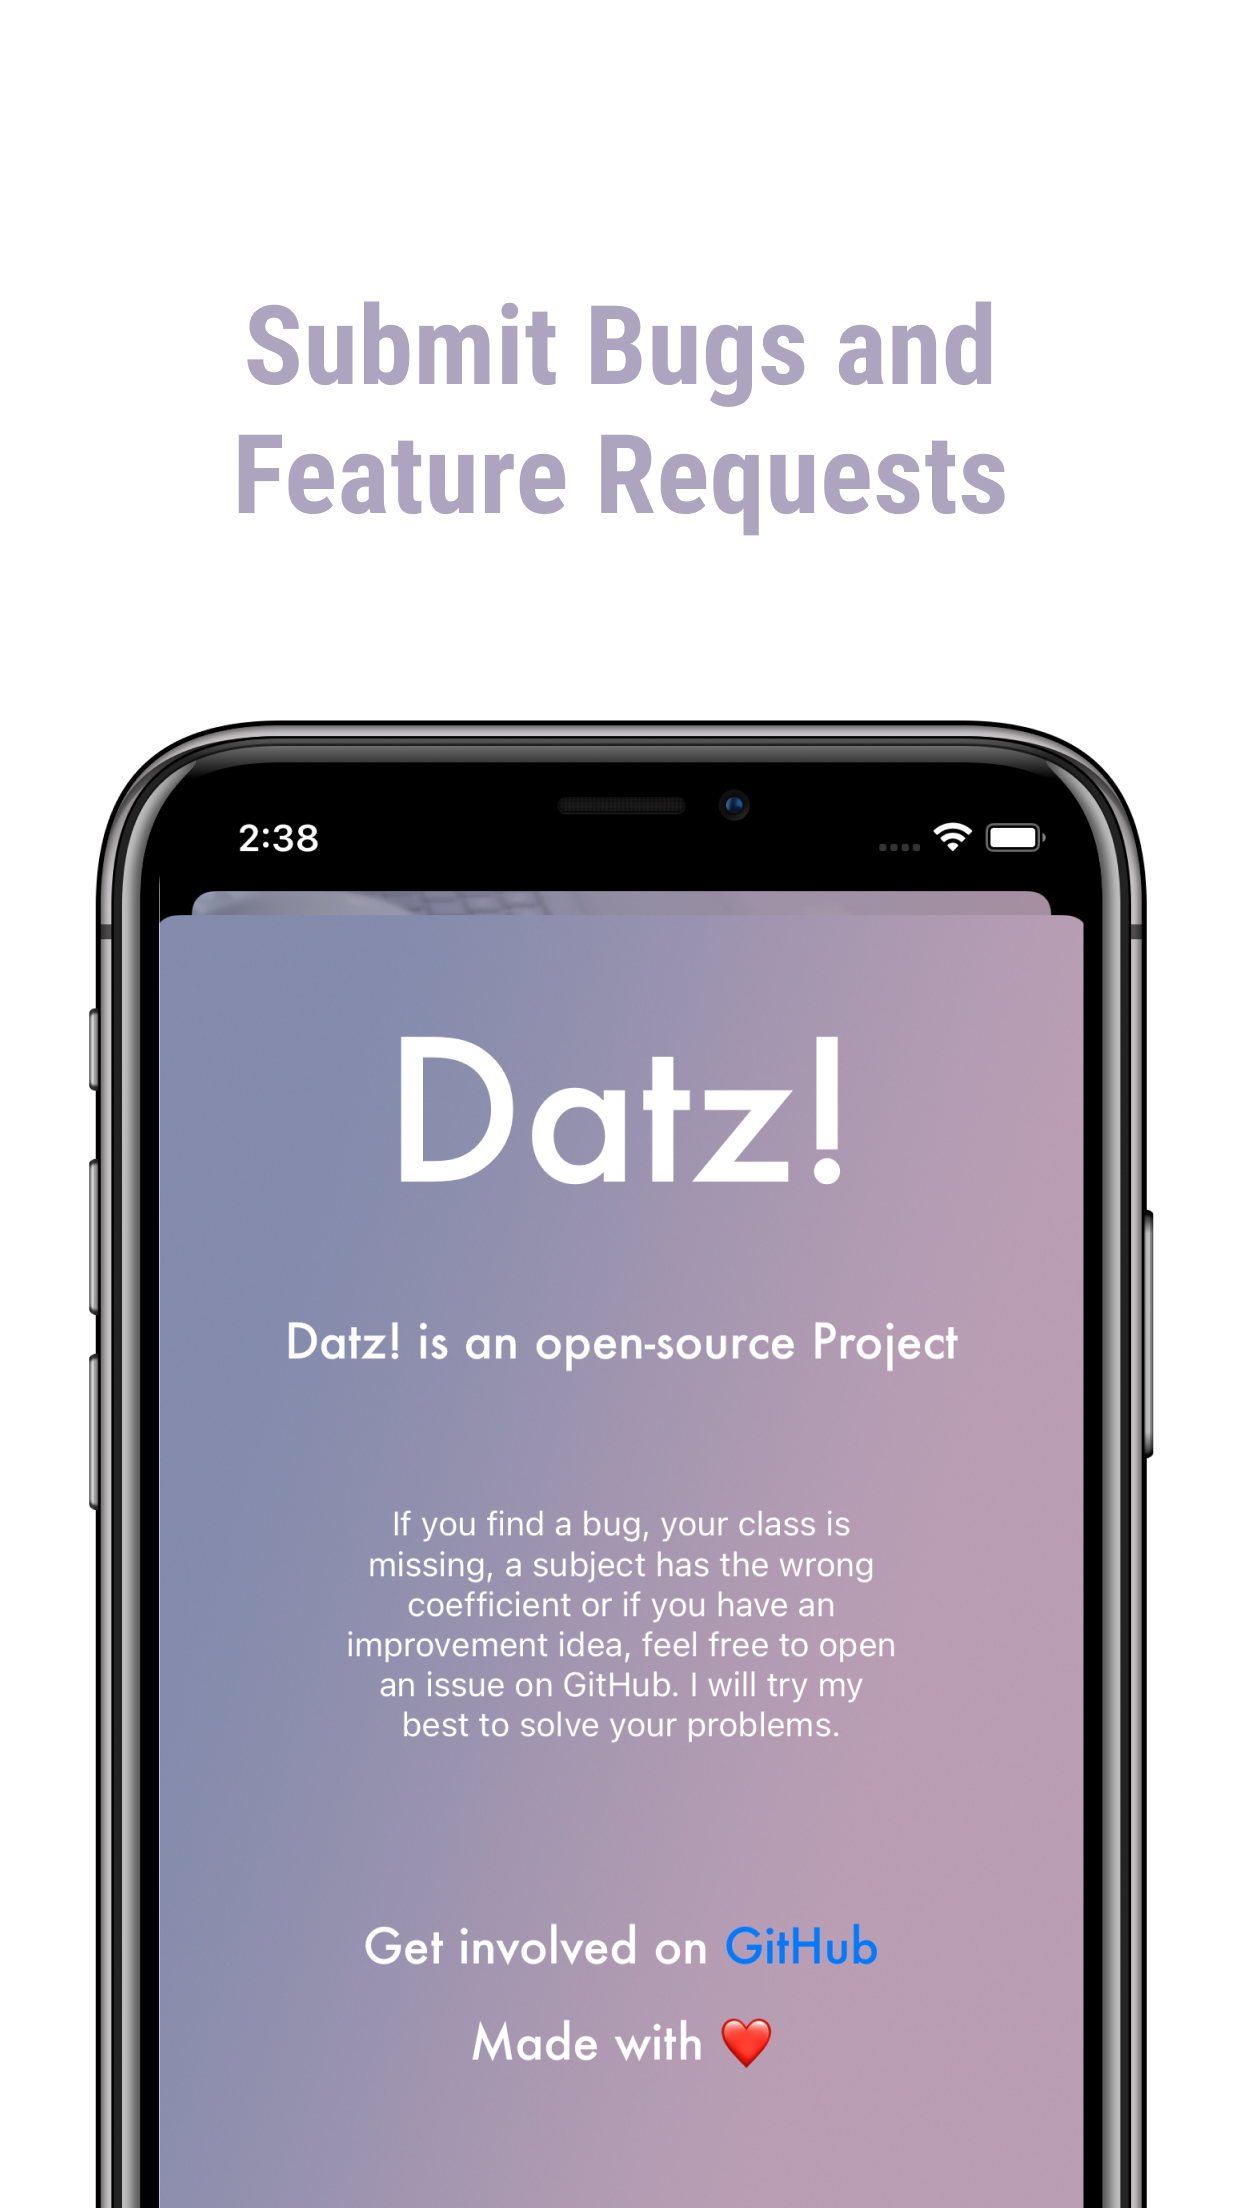 Submit Bugs and
Feature Requests
2:38
Datz!
Datz! is an open-source Project
If you find a bug, your class is
missing, a subject has the wrong
coefficient or if you have an
improvement idea, feel free to open
an issue on GitHub. I will try my
best to solve your problems.
Get involved on GitHub
Made with ❤️